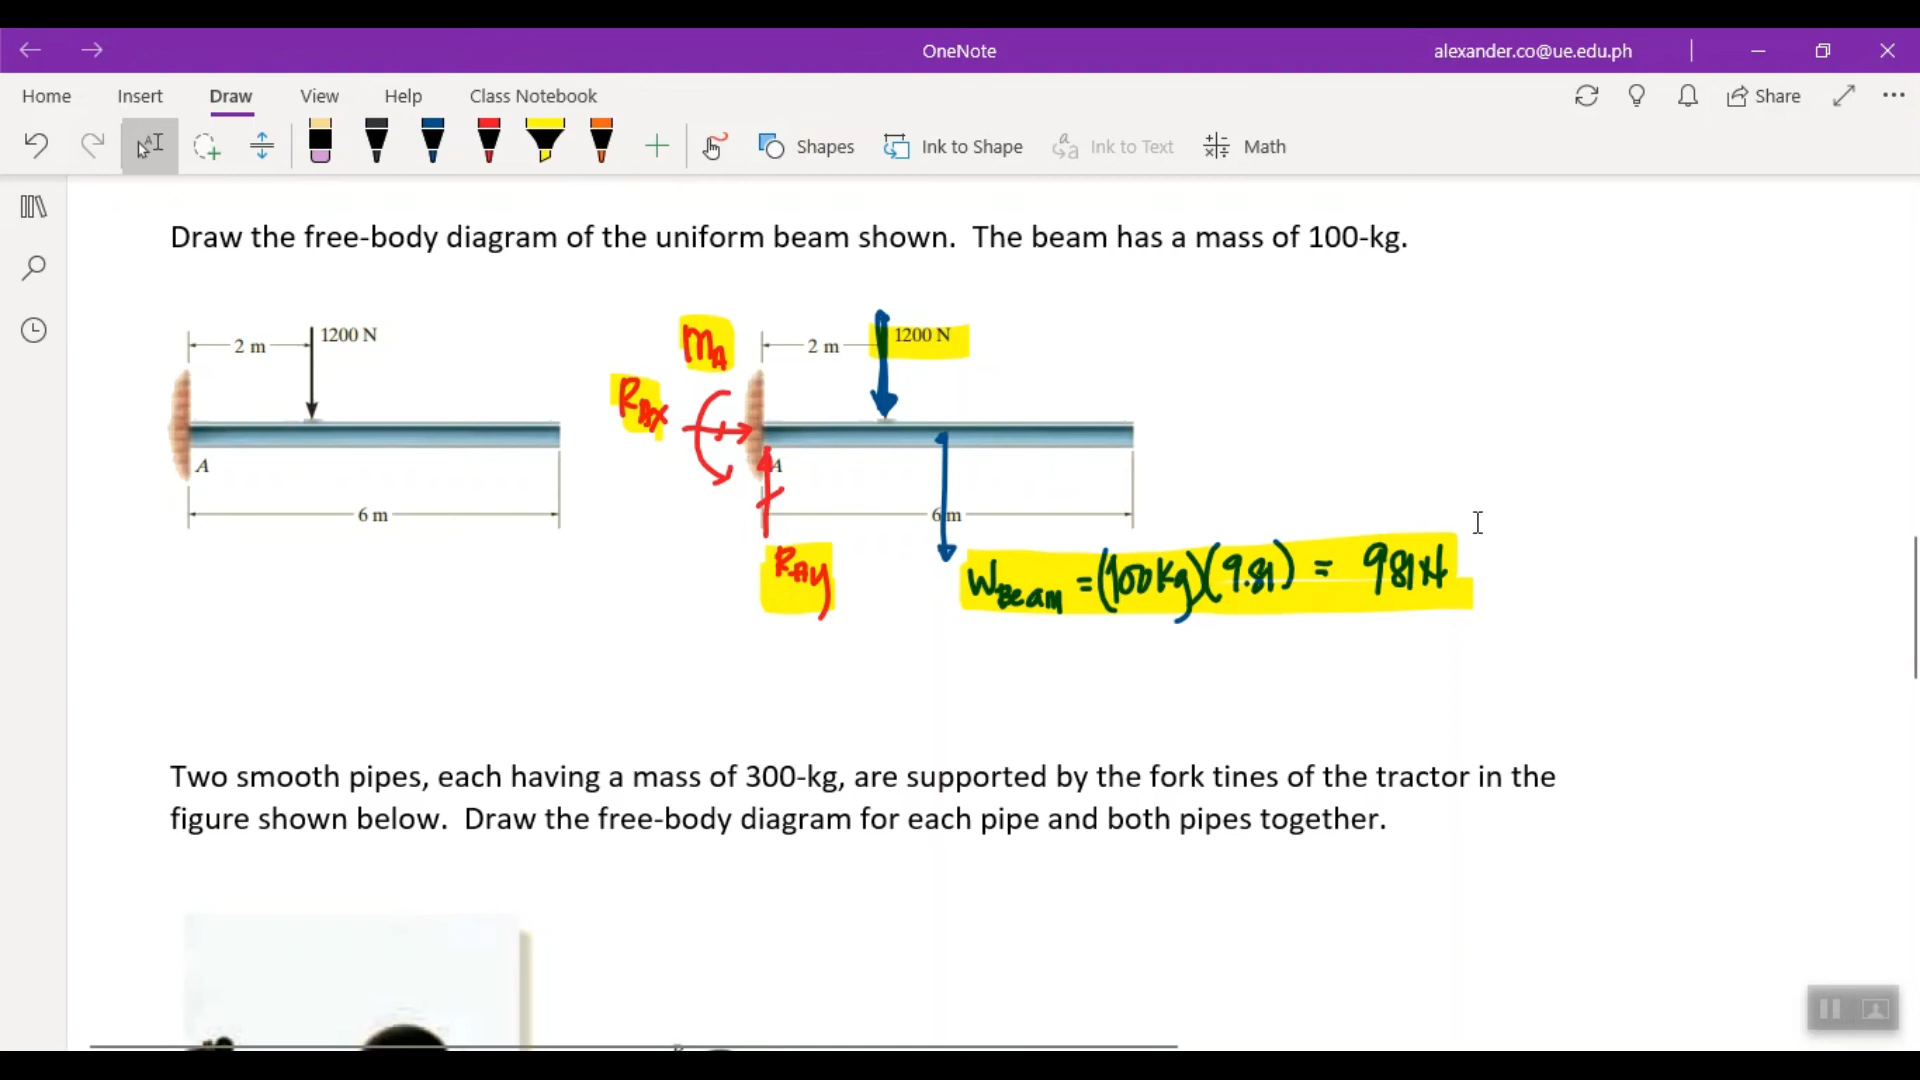 OneNote
alexander.co@ue.edu.ph
Home Insert Draw View Help Class Notebook
Share
Shapes Ink to Shape Ink to Text Math
Draw the free-body diagram of the uniform beam shown. The beam has a mass of 100-kg.
2 m 1200 N
A
6 m
MA
RAx
2 m 1200 N
A
6 m
RAy
WBeam = (100 kg)(9.81) = 981 N
Two smooth pipes, each having a mass of 300-kg, are supported by the fork tines of the tractor in the
figure shown below. Draw the free-body diagram for each pipe and both pipes together.